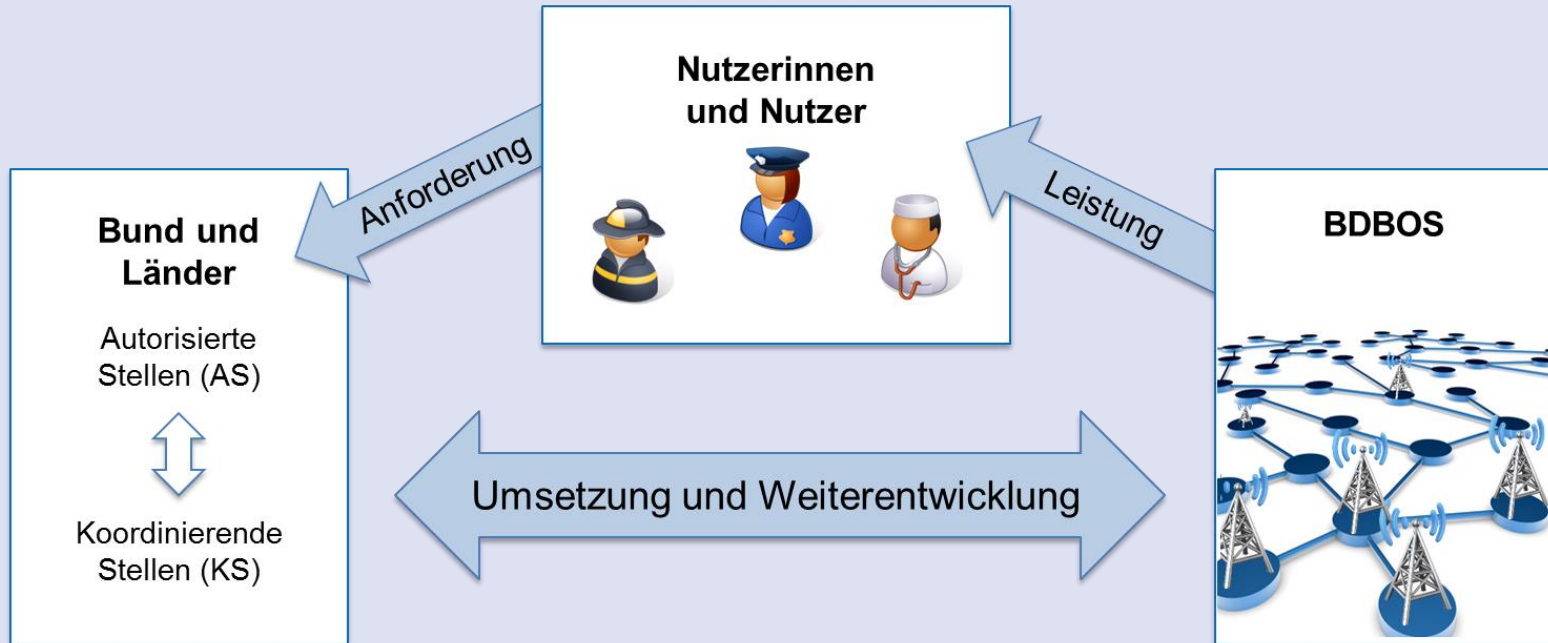 Nutzerinnen
und Nutzer
Anforderung
Leistung
Bund und
Länder
Autorisierte
Stellen (AS)
Koordinierende
Stellen (KS)
Umsetzung und Weiterentwicklung
BDBOS